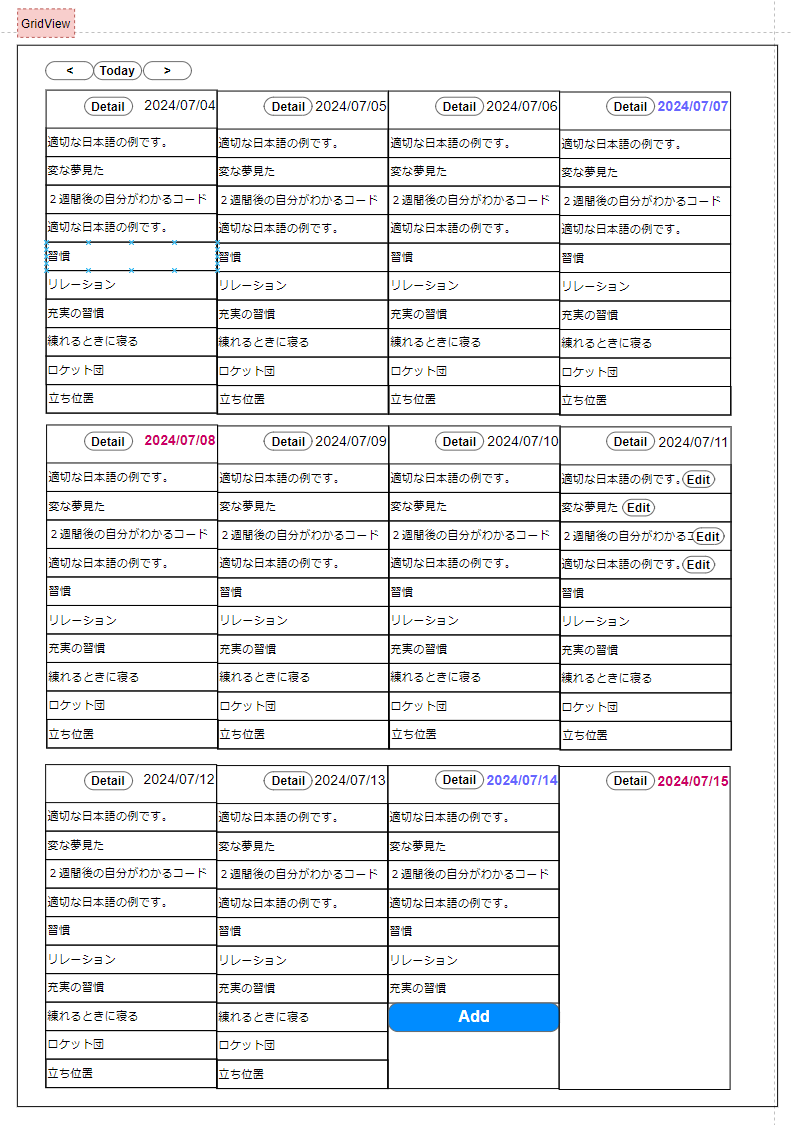 GridView
< Today >
Detail 2024/07/04 Detail 2024/07/05 Detail 2024/07/06 Detail 2024/07/07
適切な日本語の例です。 適切な日本語の例です。 適切な日本語の例です。 適切な日本語の例です。
変な夢見た 変な夢見た 変な夢見た 変な夢見た
２週間後の自分がわかるコード ２週間後の自分がわかるコード ２週間後の自分がわかるコード ２週間後の自分がわかるコード
適切な日本語の例です。 適切な日本語の例です。 適切な日本語の例です。 適切な日本語の例です。
習慣 習慣 習慣 習慣
リレーション リレーション リレーション リレーション
充実の習慣 充実の習慣 充実の習慣 充実の習慣
練れるときに寝る 練れるときに寝る 練れるときに寝る 練れるときに寝る
ロケット団 ロケット団 ロケット団 ロケット団
立ち位置 立ち位置 立ち位置 立ち位置
Detail 2024/07/08 Detail 2024/07/09 Detail 2024/07/10 Detail 2024/07/11
適切な日本語の例です。 適切な日本語の例です。 適切な日本語の例です。 適切な日本語の例です。 Edit
変な夢見た 変な夢見た 変な夢見た 変な夢見た Edit
２週間後の自分がわかるコード ２週間後の自分がわかるコード ２週間後の自分がわかるコード ２週間後の自分がわかるコ Edit
適切な日本語の例です。 適切な日本語の例です。 適切な日本語の例です。 適切な日本語の例です。 Edit
習慣 習慣 習慣 習慣
リレーション リレーション リレーション リレーション
充実の習慣 充実の習慣 充実の習慣 充実の習慣
練れるときに寝る 練れるときに寝る 練れるときに寝る 練れるときに寝る
ロケット団 ロケット団 ロケット団 ロケット団
立ち位置 立ち位置 立ち位置 立ち位置
Detail 2024/07/12 Detail 2024/07/13 Detail 2024/07/14 Detail 2024/07/15
適切な日本語の例です。 適切な日本語の例です。 適切な日本語の例です。
変な夢見た 変な夢見た 変な夢見た
２週間後の自分がわかるコード ２週間後の自分がわかるコード ２週間後の自分がわかるコード
適切な日本語の例です。 適切な日本語の例です。 適切な日本語の例です。
習慣 習慣 習慣
リレーション リレーション リレーション
充実の習慣 充実の習慣 充実の習慣
練れるときに寝る 練れるときに寝る Add
ロケット団 ロケット団
立ち位置 立ち位置